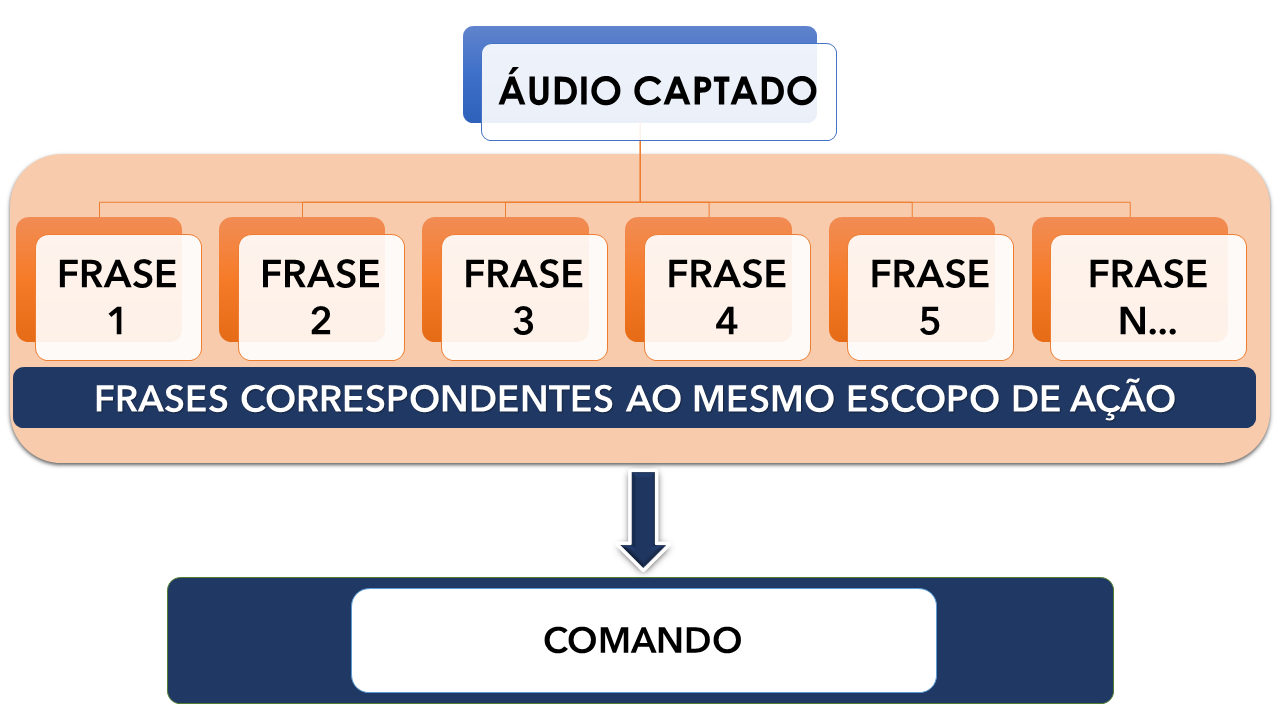 ÁUDIO CAPTADO
FRASE
1
FRASE
2
FRASE
3
FRASE
4
FRASE
5
FRASE
N...
FRASES CORRESPONDENTES AO MESMO ESCOPO DE AÇÃO
COMANDO